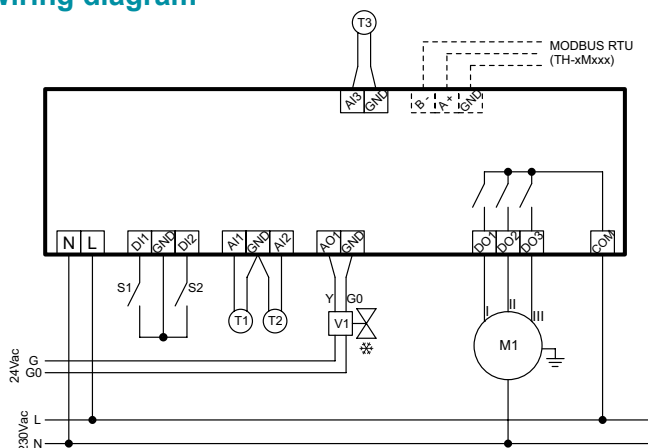 wiring diagram
T3
MODBUS RTU
(TH-xMxxx)
AI3 GND B - A + GND
N L DI1 GND DI2 AI1 GND AI2 AO1 GND DO1 DO2 DO3 COM
S1 S2 T1 T2 Y G0 V1 I II III
M1
24Vac
G
G0
230Vac
L
N